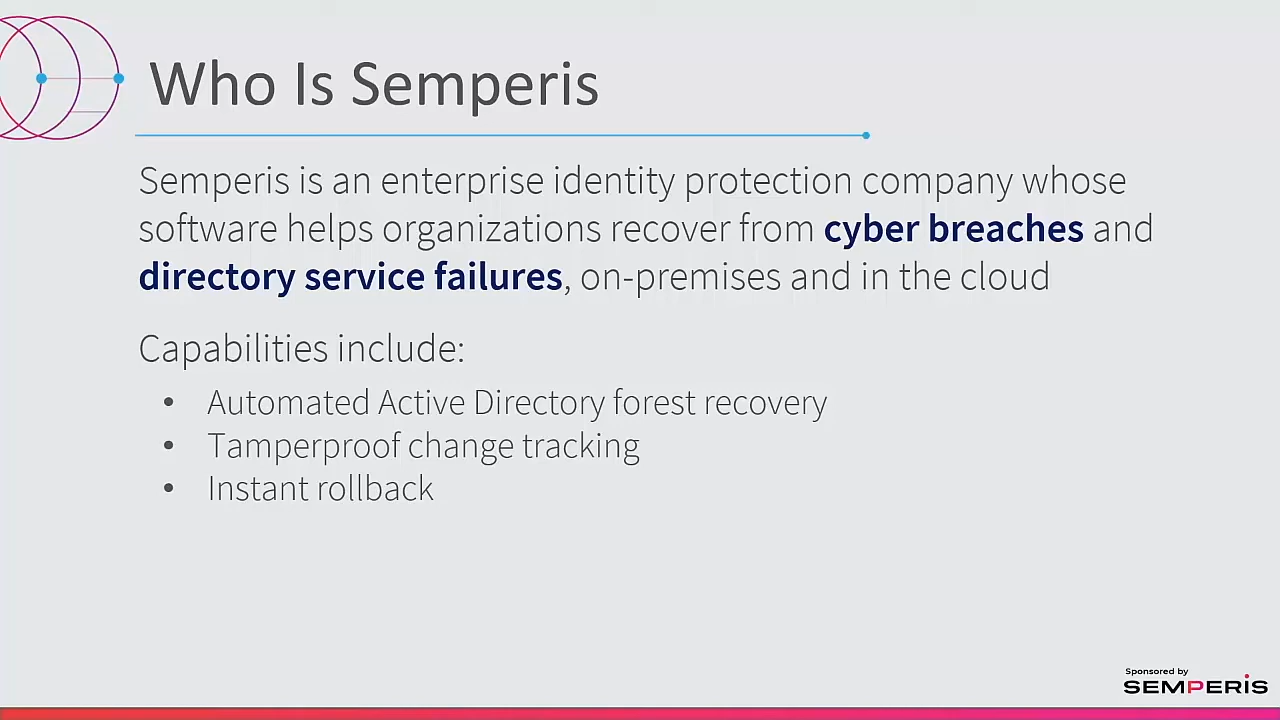 Who Is Semperis
Semperis is an enterprise identity protection company whose
software helps organizations recover from cyber breaches and
directory service failures, on-premises and in the cloud
Capabilities include:
• Automated Active Directory forest recovery
• Tamperproof change tracking
• Instant rollback
Sponsored by
SEMPERIS